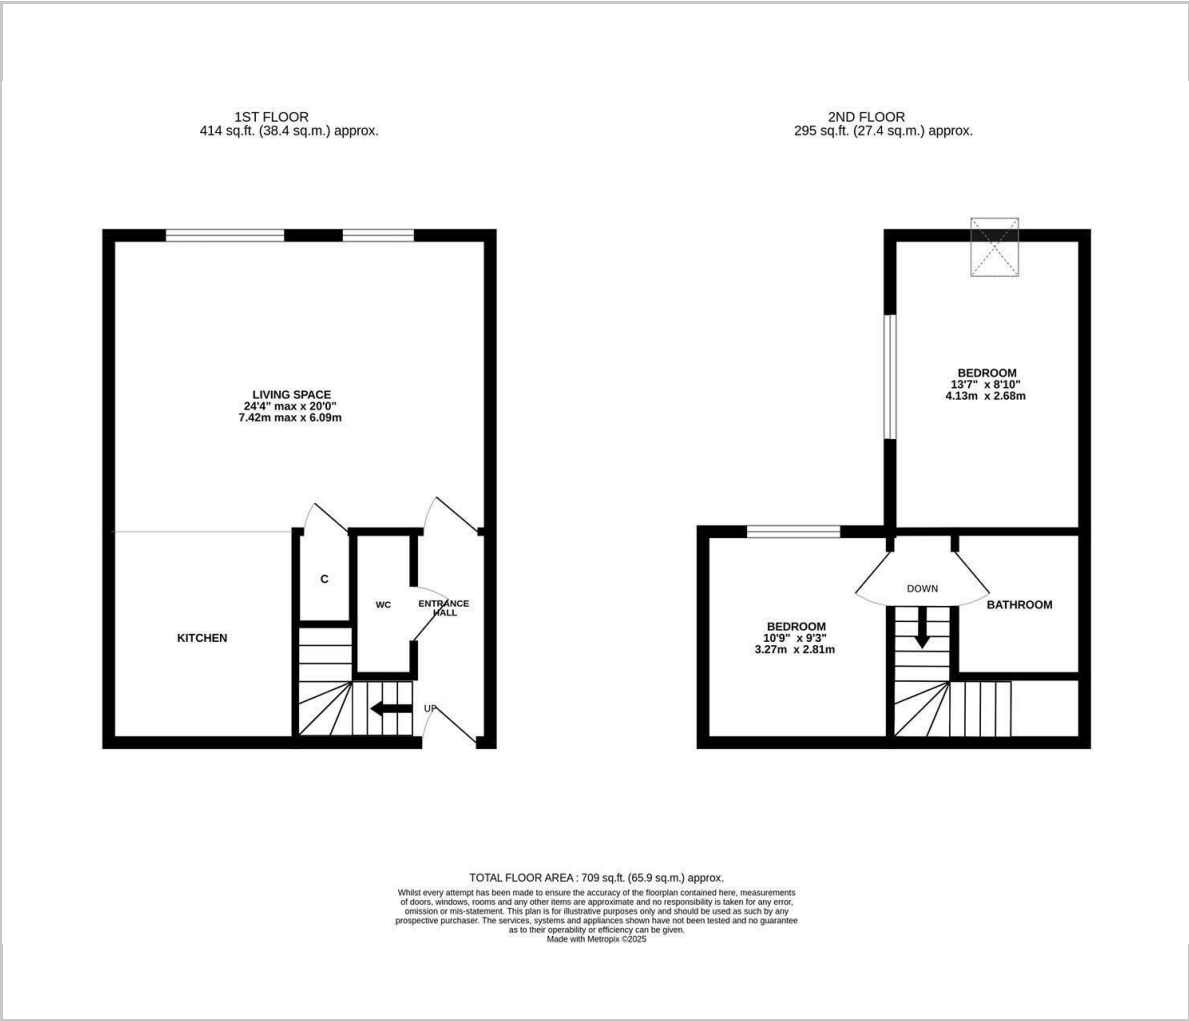 1ST FLOOR
414 sq.ft. (38.4 sq.m.) approx.
2ND FLOOR
295 sq.ft. (27.4 sq.m.) approx.
LIVING SPACE
24'4" max x 20'0"
7.42m max x 6.09m
C
WC
ENTRANCE
HALL
KITCHEN
UP
BEDROOM
13'7" x 8'10"
4.13m x 2.68m
DOWN
BATHROOM
BEDROOM
10'9" x 9'3"
3.27m x 2.81m
TOTAL FLOOR AREA : 709 sq.ft. (65.9 sq.m.) approx.
Whilst every attempt has been made to ensure the accuracy of the floorplan contained here, measurements
of doors, windows, rooms and any other items are approximate and no responsibility is taken for any error,
omission or mis-statement. This plan is for illustrative purposes only and should be used as such by any
prospective purchaser. The services, systems and appliances shown have not been tested and no guarantee
as to their operability or efficiency can be given.
Made with Metropix ©2025